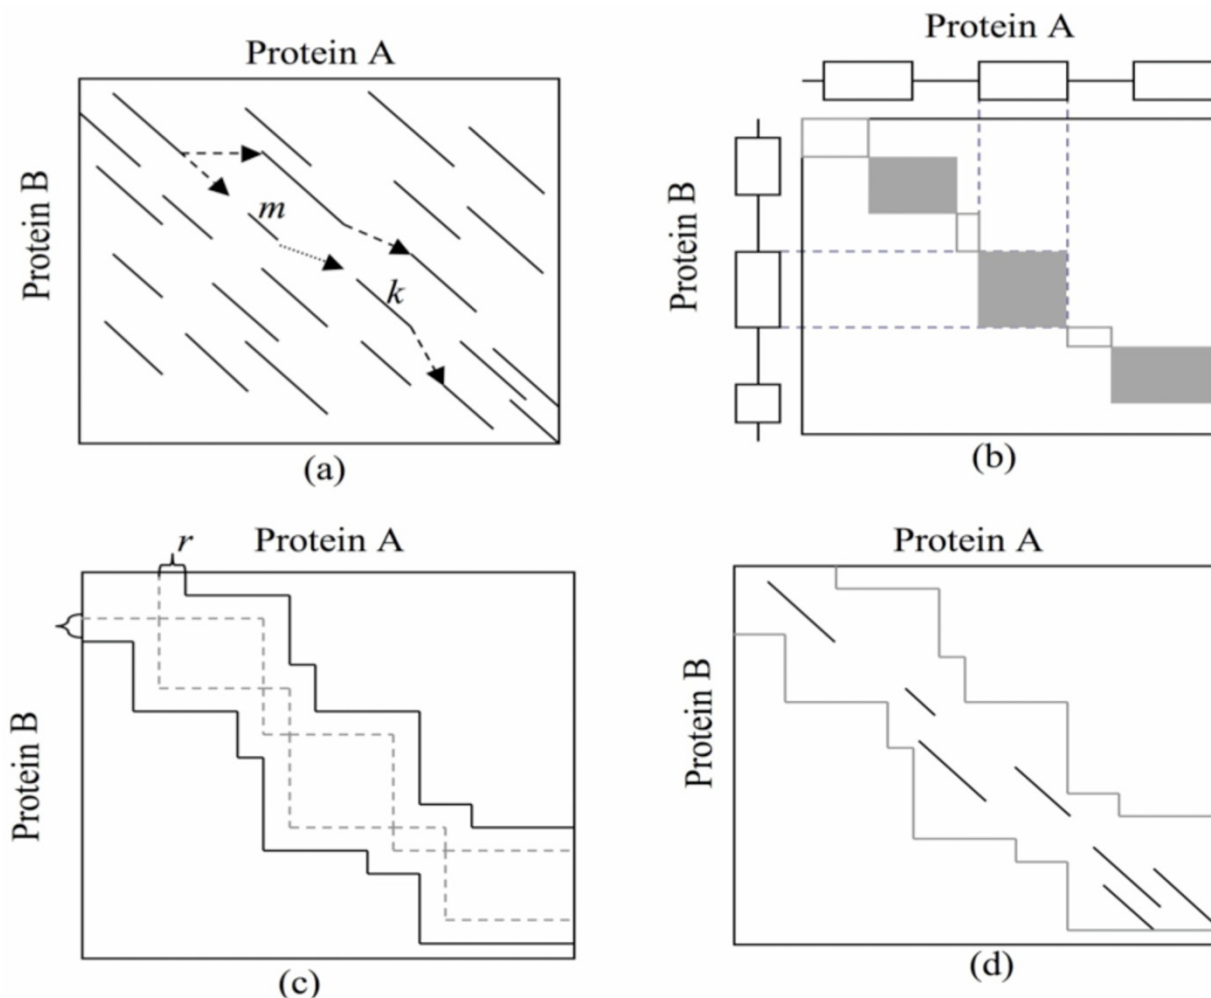 Protein A
Protein B
m
k
(a)
Protein A
Protein B
(b)
r
Protein A
Protein B
(c)
Protein A
Protein B
(d)